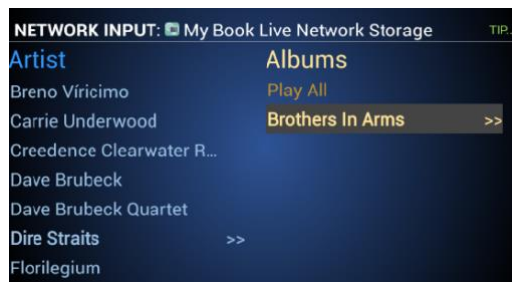 NETWORK INPUT: My Book Live Network Storage TIP..
Artist
Breno Víricimo
Carrie Underwood
Creedence Clearwater R...
Dave Brubeck
Dave Brubeck Quartet
Dire Straits >>
Florilegium
Albums
Play All
Brothers In Arms >>